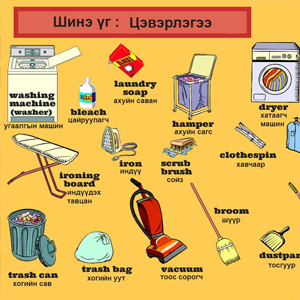 Шинэ үг : Цэвэрлэгээ
washing
machine
(washer)
угаалгын машин
bleach
цайруулагч
laundry
soap
ахуйн саван
hamper
ахуйн сагс
dryer
хатаагч
машин
ironing
board
индүүдэх
тавцан
iron
индүү
scrub
brush
сойз
clothespin
хавчаар
trash can
хогийн сав
trash bag
хогийн уут
vacuum
тоос сорогч
broom
шүүр
dustpan
тосгуур